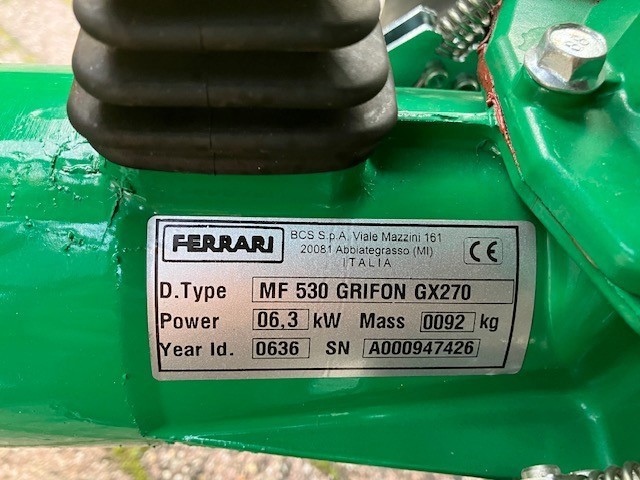 FERRARI
BCS S.p.A. Viale Mazzini 161
20081 Abbiategrasso (MI)
ITALIA
CE
D.Type MF 530 GRIFON GX270
Power 06,3 kW Mass 0092 kg
Year Id. 0636 SN A000947426